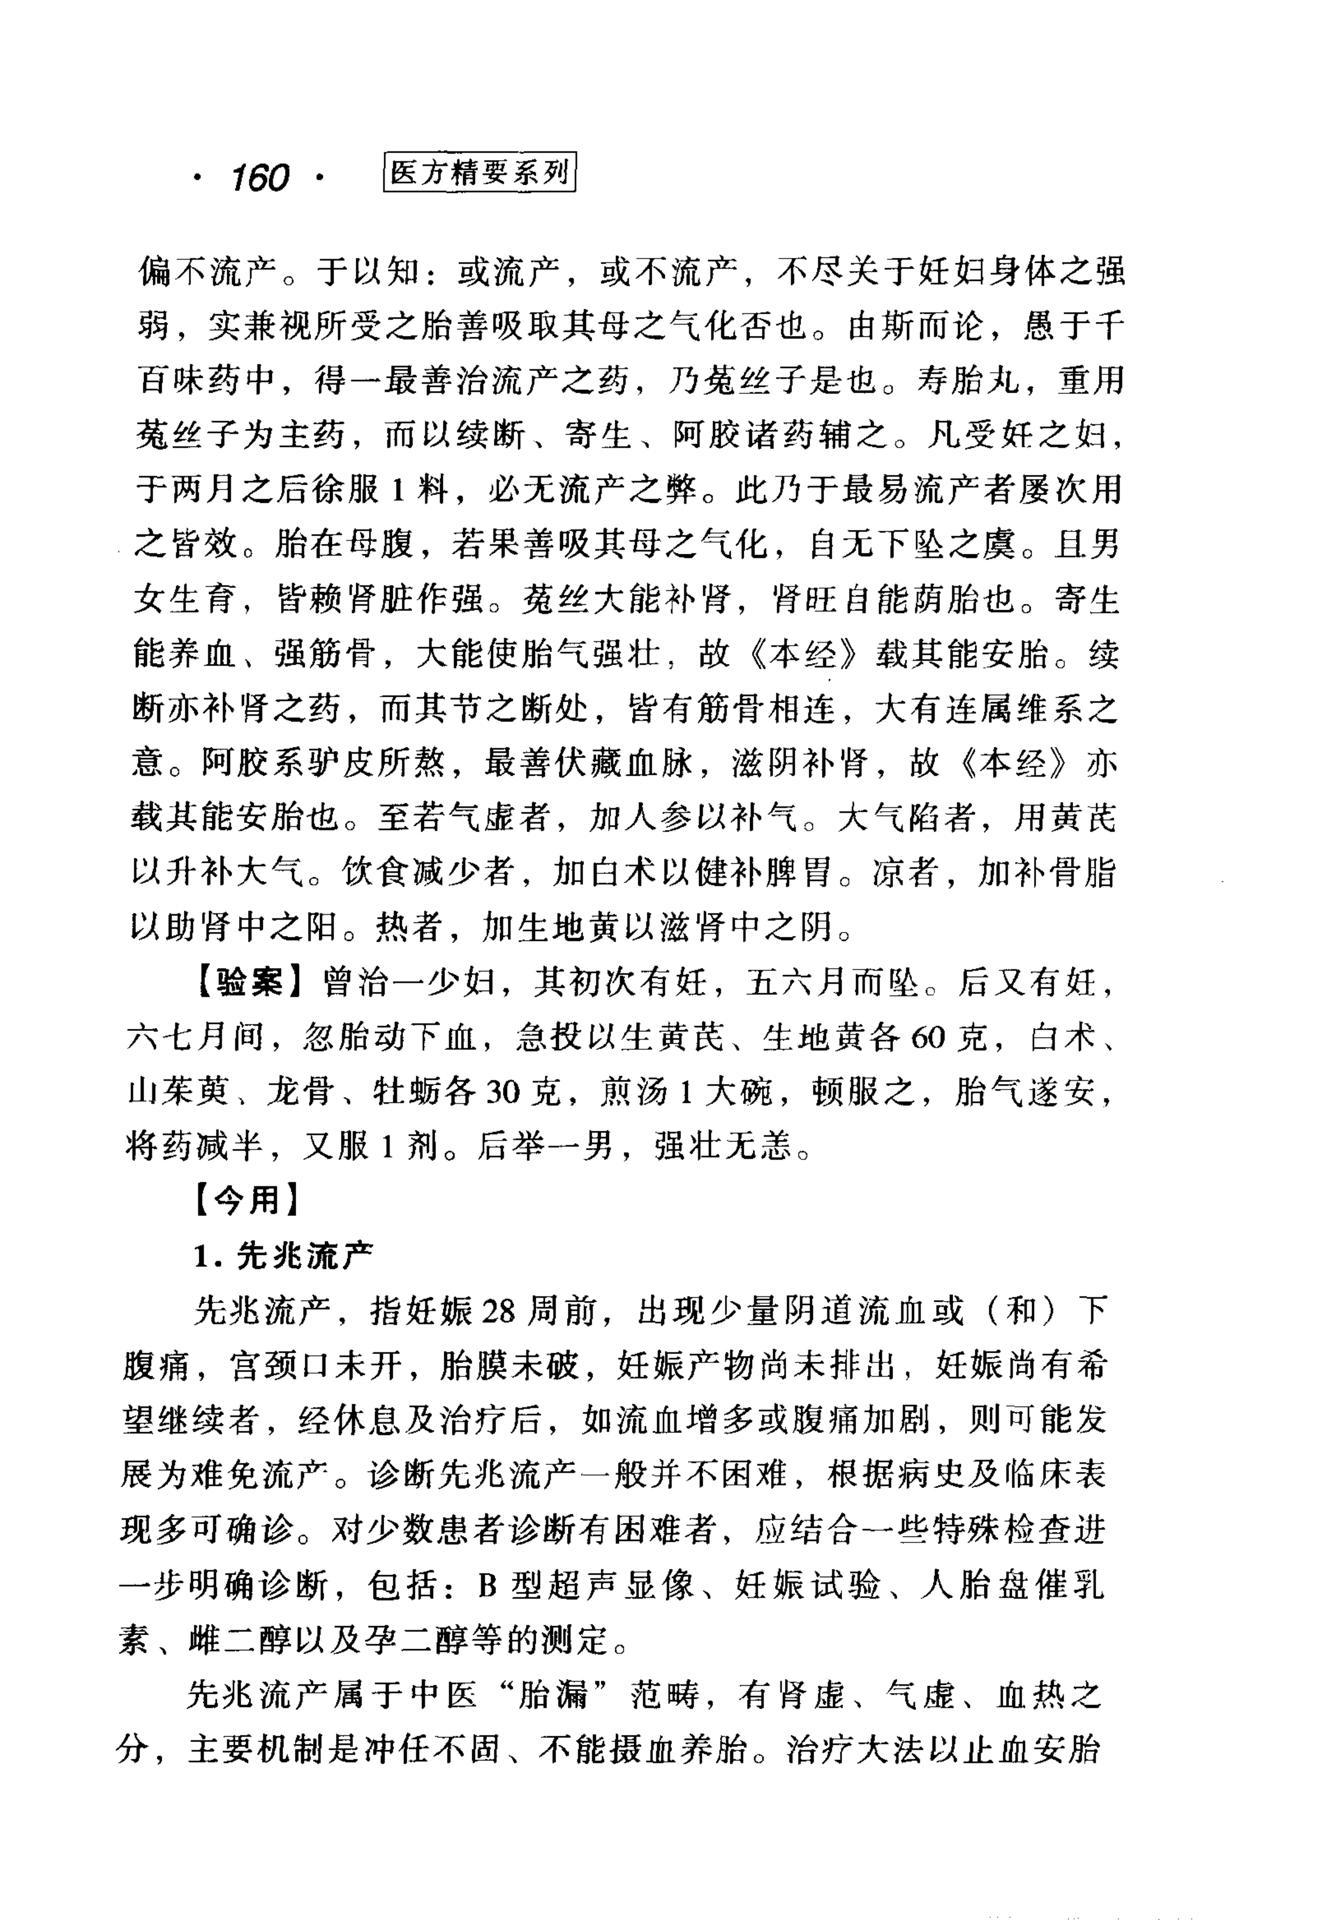 · 160 · 医方精要系列
偏不流产。于以知：或流产，或不流产，不尽关于妊妇身体之强
弱，实兼视所受之胎善吸取其母之气化否也。由斯而论，愚于千
百味药中，得一最善治流产之药，乃菟丝子是也。寿胎丸，重用
菟丝子为主药，而以续断、寄生、阿胶诸药辅之。凡受妊之妇，
于两月之后徐服 1 料，必无流产之弊。此乃于最易流产者屡次用
之皆效。胎在母腹，若果善吸其母之气化，自无下坠之虞。且男
女生育，皆赖肾脏作强。菟丝大能补肾，肾旺自能荫胎也。寄生
能养血、强筋骨，大能使胎气强壮，故《本经》载其能安胎。续
断亦补肾之药，而其节之断处，皆有筋骨相连，大有连属维系之
意。阿胶系驴皮所熬，最善伏藏血脉，滋阴补肾，故《本经》亦
载其能安胎也。至若气虚者，加人参以补气。大气陷者，用黄芪
以升补大气。饮食减少者，加白术以健补脾胃。凉者，加补骨脂
以助肾中之阳。热者，加生地黄以滋肾中之阴。
【验案】曾治一少妇，其初次有妊，五六月而坠。后又有妊，
六七月间，忽胎动下血，急投以生黄芪、生地黄各 60 克，白术、
山茱萸、龙骨、牡蛎各 30 克，煎汤 1 大碗，顿服之，胎气遂安，
将药减半，又服 1 剂。后举一男，强壮无恙。
【今用】
1. 先兆流产
先兆流产，指妊娠 28 周前，出现少量阴道流血或（和）下
腹痛，宫颈口未开，胎膜未破，妊娠产物尚未排出，妊娠尚有希
望继续者，经休息及治疗后，如流血增多或腹痛加剧，则可能发
展为难免流产。诊断先兆流产一般并不困难，根据病史及临床表
现多可确诊。对少数患者诊断有困难者，应结合一些特殊检查进
一步明确诊断，包括：B 型超声显像、妊娠试验、人胎盘催乳
素、雌二醇以及孕二醇等的测定。
先兆流产属于中医“胎漏”范畴，有肾虚、气虚、血热之
分，主要机制是冲任不固、不能摄血养胎。治疗大法以止血安胎